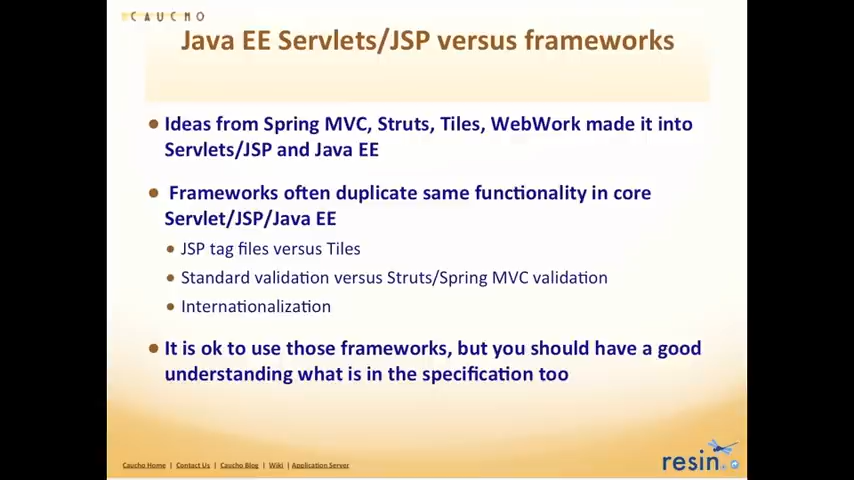 CAUCHO
Java EE Servlets/JSP versus frameworks
Ideas from Spring MVC, Struts, Tiles, WebWork made it into
Servlets/JSP and Java EE
Frameworks often duplicate same functionality in core
Servlet/JSP/Java EE
JSP tag files versus Tiles
Standard validation versus Struts/Spring MVC validation
Internationalization
It is ok to use those frameworks, but you should have a good
understanding what is in the specification too
Caucho Home | Contact Us | Caucho Blog | Wiki | Application Server
resin